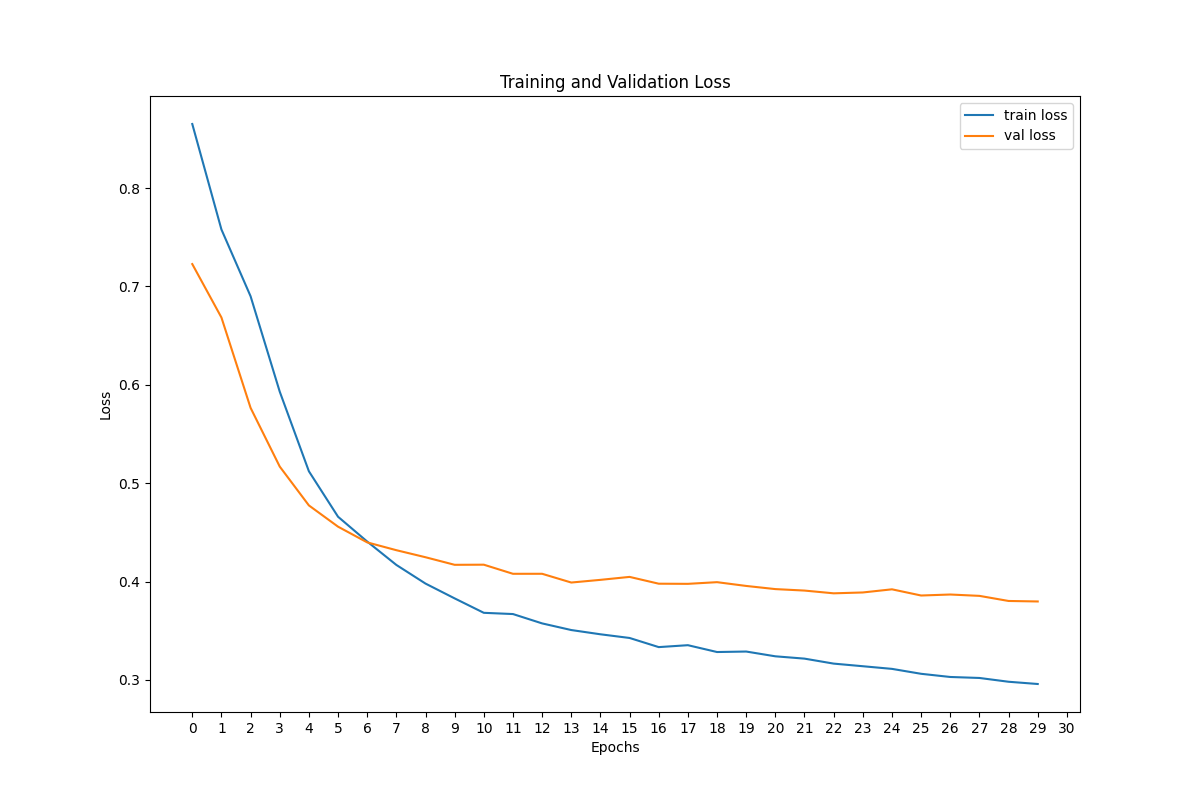 Training and Validation Loss
train loss
val loss
0.8
0.7
0.6
0.5
0.4
0.3
Loss
0 1 2 3 4 5 6 7 8 9 10 11 12 13 14 15 16 17 18 19 20 21 22 23 24 25 26 27 28 29 30
Epochs